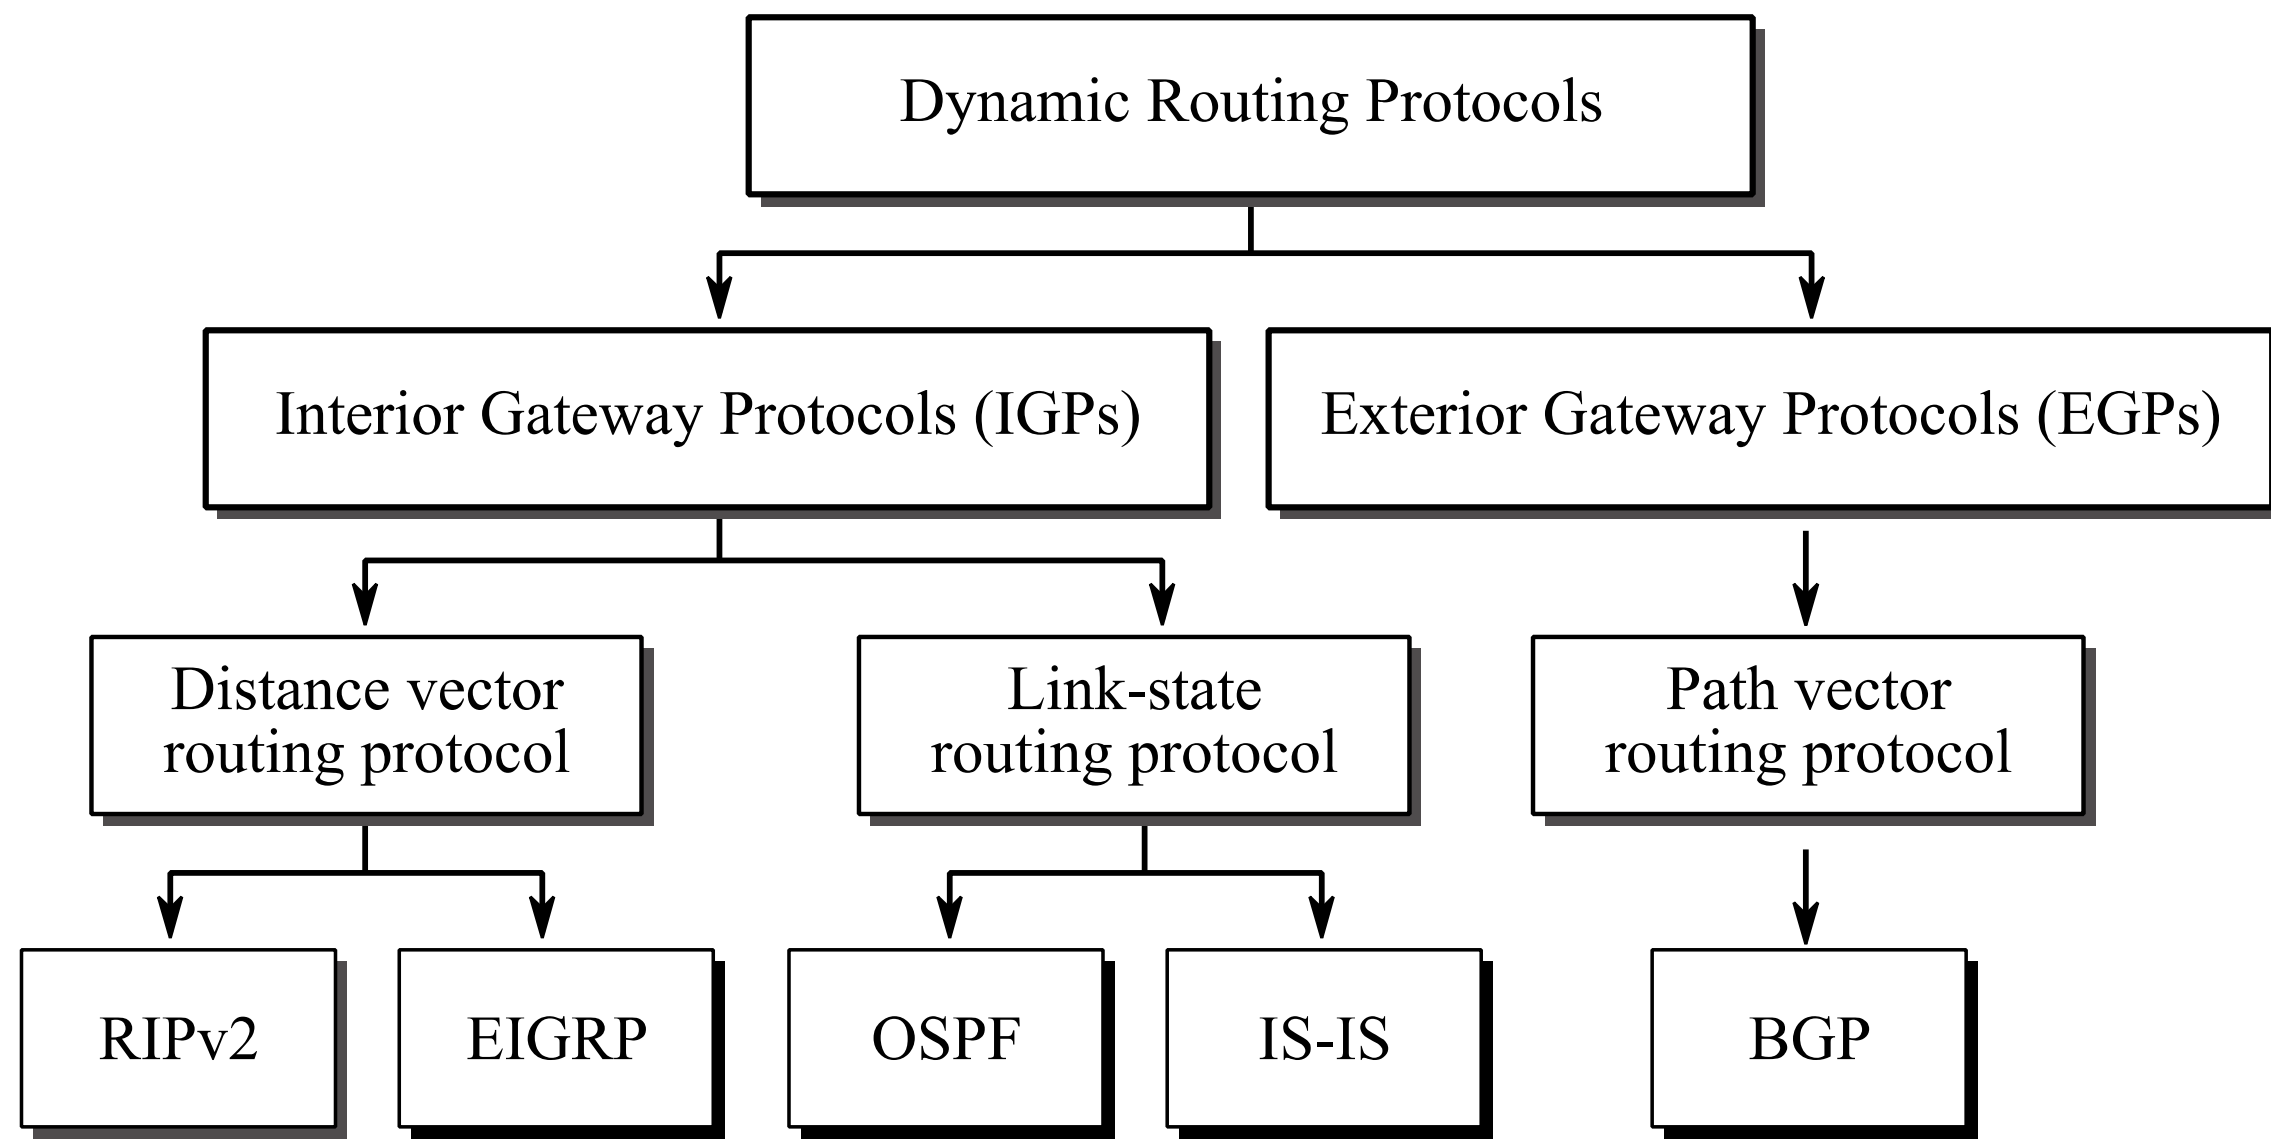 Dynamic Routing Protocols
Interior Gateway Protocols (IGPs)
Exterior Gateway Protocols (EGPs)
Distance vector
routing protocol
Link-state
routing protocol
Path vector
routing protocol
RIPv2
EIGRP
OSPF
IS-IS
BGP